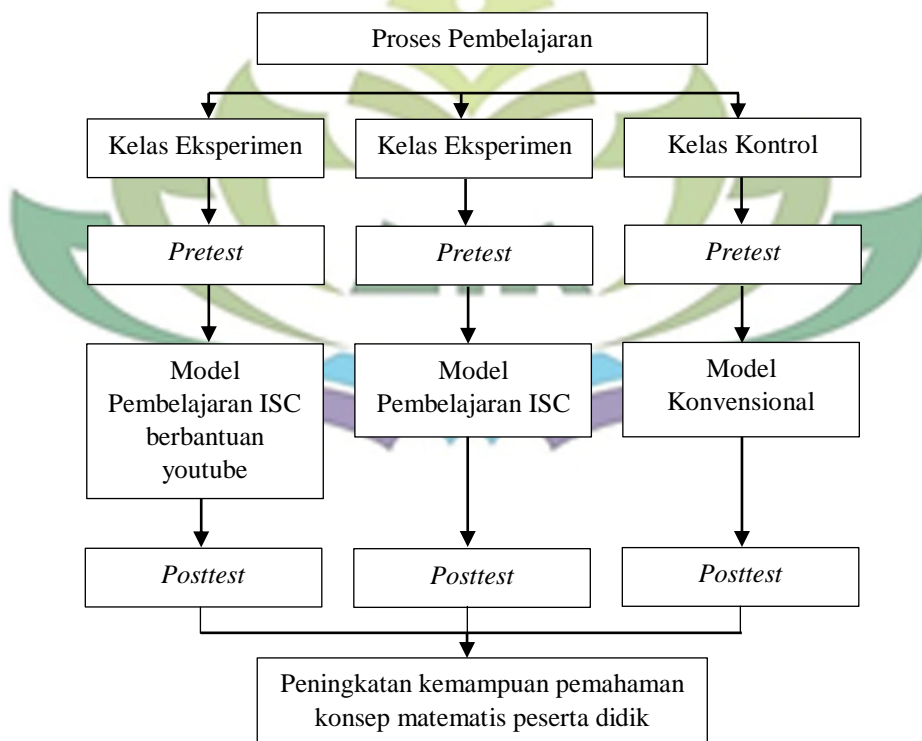 Proses Pembelajaran
Kelas Eksperimen
Kelas Eksperimen
Kelas Kontrol
Pretest
Pretest
Pretest
Model
Pembelajaran ISC
berbantuan
youtube
Model
Pembelajaran ISC
Model
Konvensional
Posttest
Posttest
Posttest
Peningkatan kemampuan pemahaman
konsep matematis peserta didik